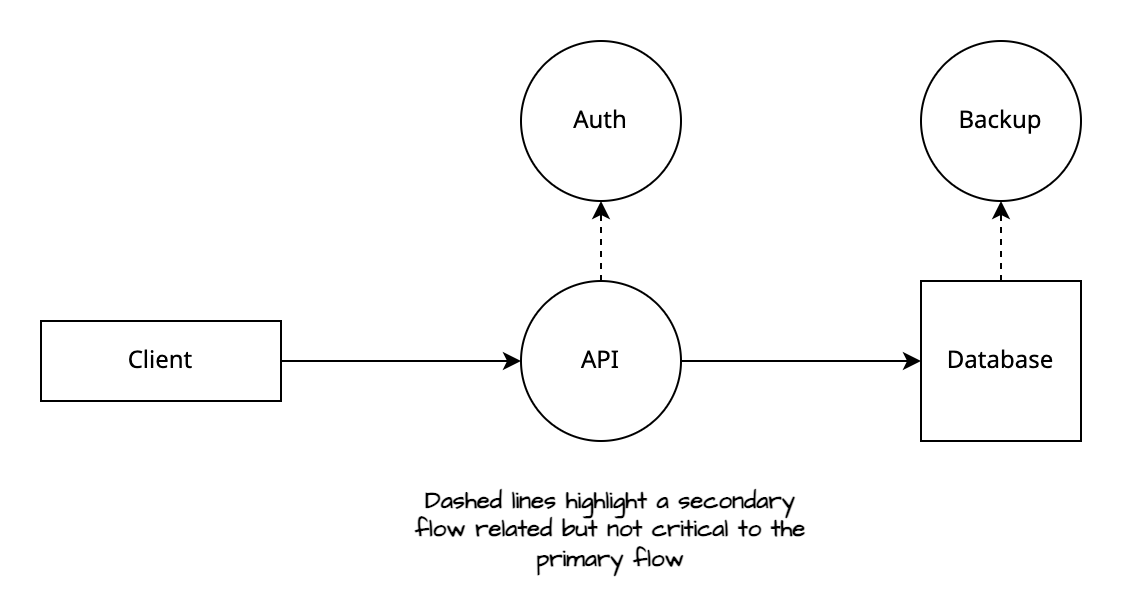 Auth
Backup
Client
API
Database
Dashed lines highlight a secondary
flow related but not critical to the
primary flow